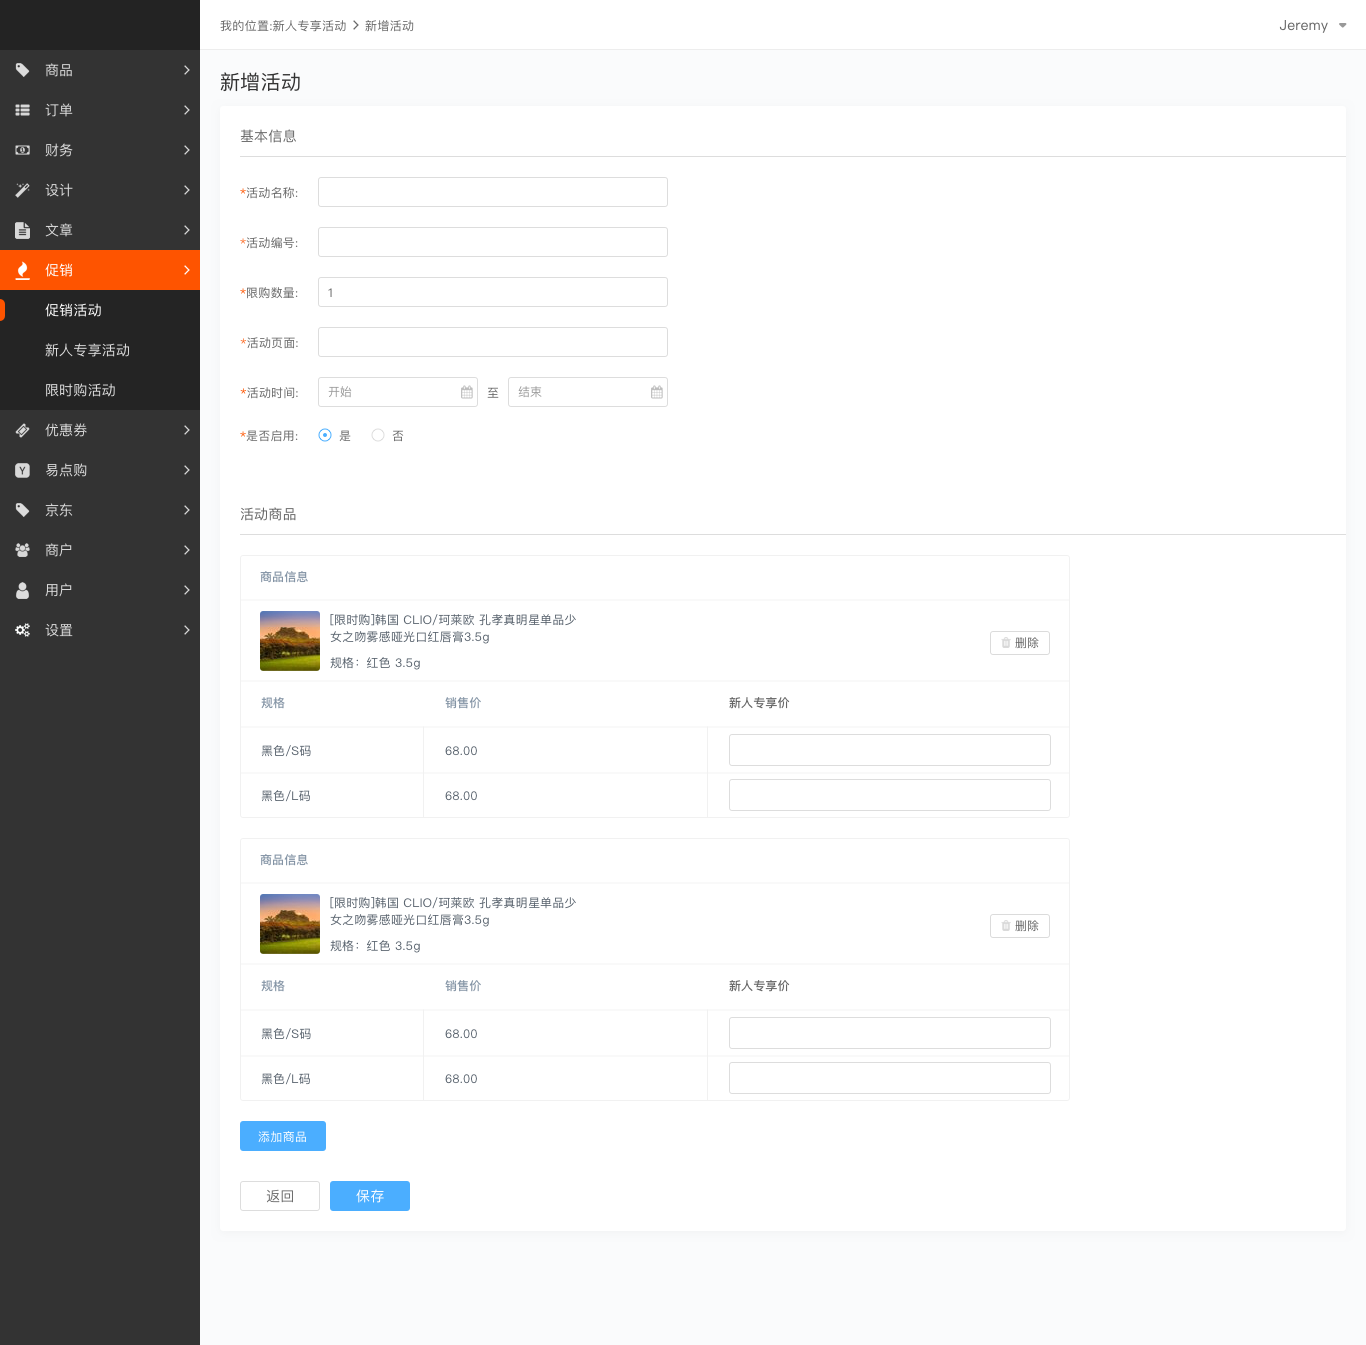 我的位置:新人专享活动 > 新增活动
Jeremy
商品
订单
财务
设计
文章
促销
促销活动
新人专享活动
限时购活动
优惠券
易点购
京东
商户
用户
设置
新增活动
基本信息
*活动名称:
*活动编号:
*限购数量: 1
*活动页面:
*活动时间: 开始 至 结束
*是否启用: 是 否
活动商品
商品信息
[限时购]韩国 CLIO/珂莱欧 孔孝真明星单品少
女之吻雾感哑光口红唇膏3.5g
规格：红色 3.5g
删除
规格 销售价 新人专享价
黑色/S码 68.00
黑色/L码 68.00
商品信息
[限时购]韩国 CLIO/珂莱欧 孔孝真明星单品少
女之吻雾感哑光口红唇膏3.5g
规格：红色 3.5g
删除
规格 销售价 新人专享价
黑色/S码 68.00
黑色/L码 68.00
添加商品
返回 保存